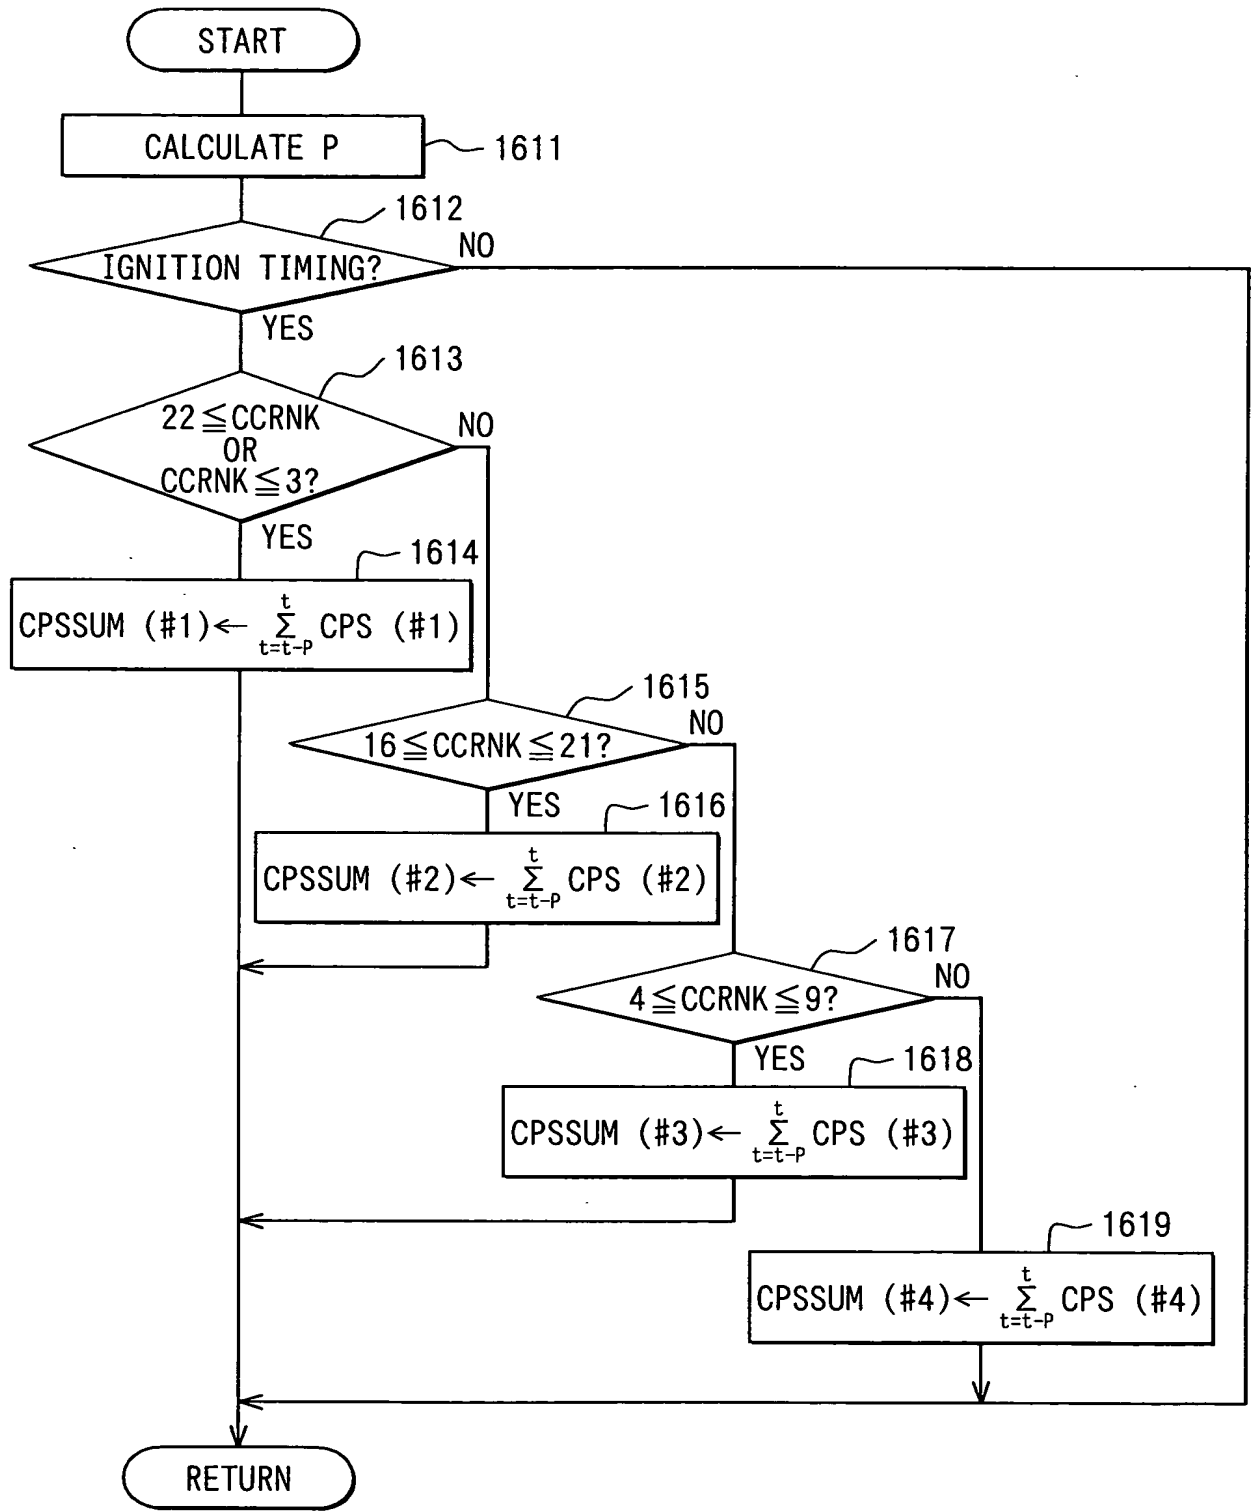 START
CALCULATE P
1611
1612
IGNITION TIMING?
NO
YES
1613
22≦CCRNK
OR
CCRNK≦3?
NO
YES
1614
CPSSUM (#1)← t Σ t=t-P CPS (#1)
1615
16≦CCRNK≦21?
NO
YES
1616
CPSSUM (#2)← t Σ t=t-P CPS (#2)
1617
4≦CCRNK≦9?
NO
YES
1618
CPSSUM (#3)← t Σ t=t-P CPS (#3)
1619
CPSSUM (#4)← t Σ t=t-P CPS (#4)
RETURN